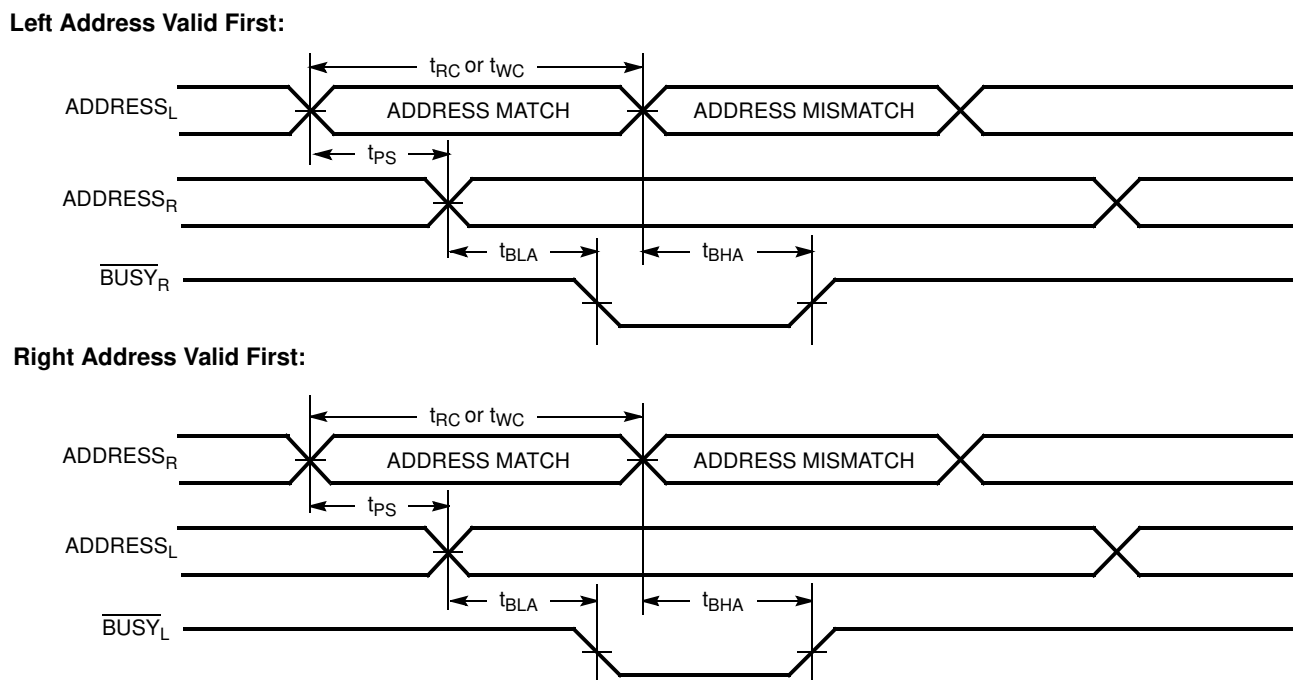 Left Address Valid First:
tRC or tWC
ADDRESSL
ADDRESS MATCH
ADDRESS MISMATCH
tPS
ADDRESSR
tBLA
tBHA
BUSYR
Right Address Valid First:
tRC or tWC
ADDRESSR
ADDRESS MATCH
ADDRESS MISMATCH
tPS
ADDRESSL
tBLA
tBHA
BUSYL